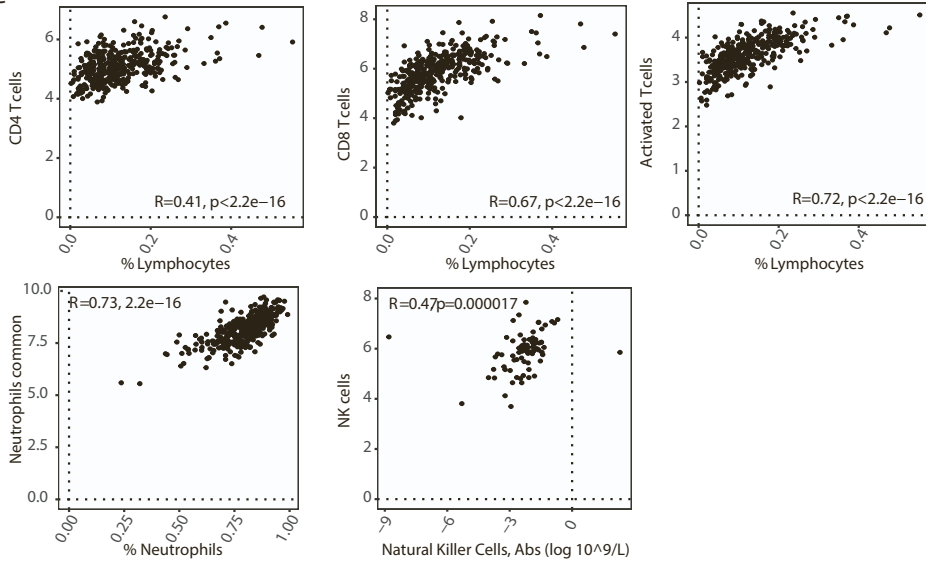 CD4 T cells
6
4
2
0
R=0.41, p<2.2e−16
0.0
0.2
0.4
% Lymphocytes
CD8 T cells
8
6
4
2
0
R=0.67, p<2.2e−16
0.0
0.2
0.4
% Lymphocytes
Activated T cells
4
3
2
1
0
R=0.72, p<2.2e−16
0.0
0.2
0.4
% Lymphocytes
Neutrophils common
10.0
7.5
5.0
2.5
0.0
R=0.73, 2.2e−16
0.00
0.25
0.50
0.75
1.00
% Neutrophils
NK cells
8
6
4
2
0
R=0.47p=0.000017
−9
−6
−3
0
Natural Killer Cells, Abs (log 10^9/L)